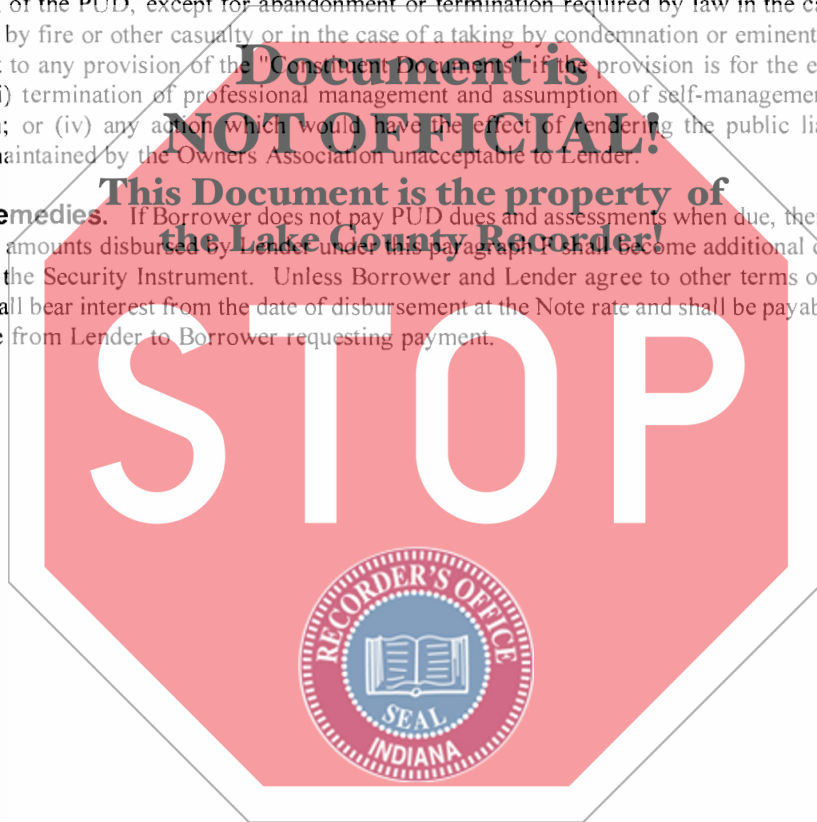 of the PUD, except for abandonment or termination required by law in the ca
by fire or other casualty or in the case of a taking by condemnation or eminent
to any provision of the "Constituent Documents" if the provision is for the e
i) termination of professional management and assumption of self-managemen
; or (iv) any action which would have the effect of rendering the public lia
aintained by the Owners Association unacceptable to Lender.
emedies. If Borrower does not pay PUD dues and assessments when due, the
amounts disbursed by Lender under this paragraph F shall become additional
the Security Instrument. Unless Borrower and Lender agree to other terms o
all bear interest from the date of disbursement at the Note rate and shall be payab
e from Lender to Borrower requesting payment.
Document is
NOT OFFICIAL!
This Document is the property of
the Lake County Recorder!
STOP
RECORDER'S OFFICE
SEAL
INDIANA